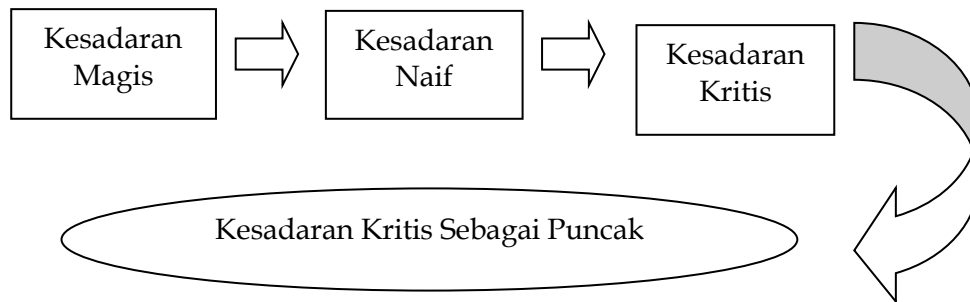 Kesadaran
Magis
Kesadaran
Naif
Kesadaran
Kritis
Kesadaran Kritis Sebagai Puncak